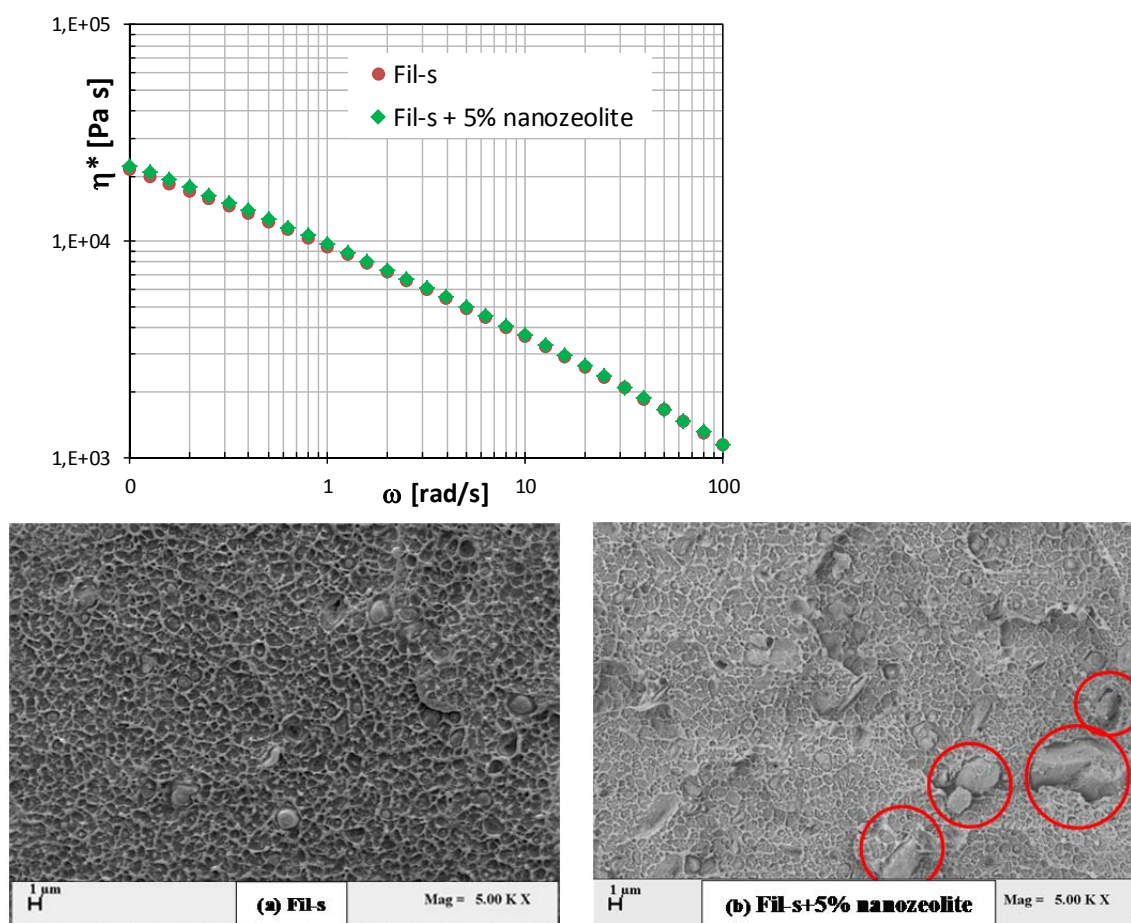 1,E+05
Fil-s
Fil-s + 5% nanozeolite
η* [Pa s]
1,E+04
1,E+03
0 1 10 100
ω [rad/s]
1 µm (a) Fil-s Mag = 5.00 K X
1 µm (b) Fil-s+5% nanozeolite Mag = 5.00 K X